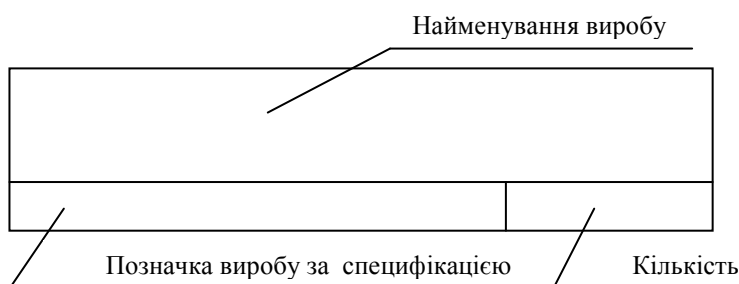 Найменування виробу
Позначка виробу за специфікацією Кількість